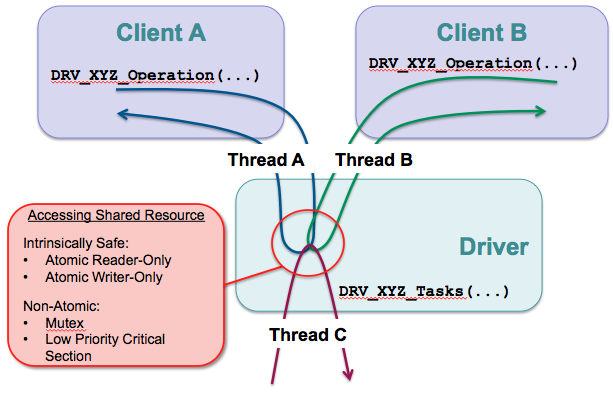 Client A
Client B
DRV_XYZ_Operation(...)
DRV_XYZ_Operation(...)
Thread A
Thread B
Accessing Shared Resource
Intrinsically Safe:
• Atomic Reader-Only
• Atomic Writer-Only
Non-Atomic:
• Mutex
• Low Priority Critical
Section
Driver
DRV_XYZ_Tasks(...)
Thread C